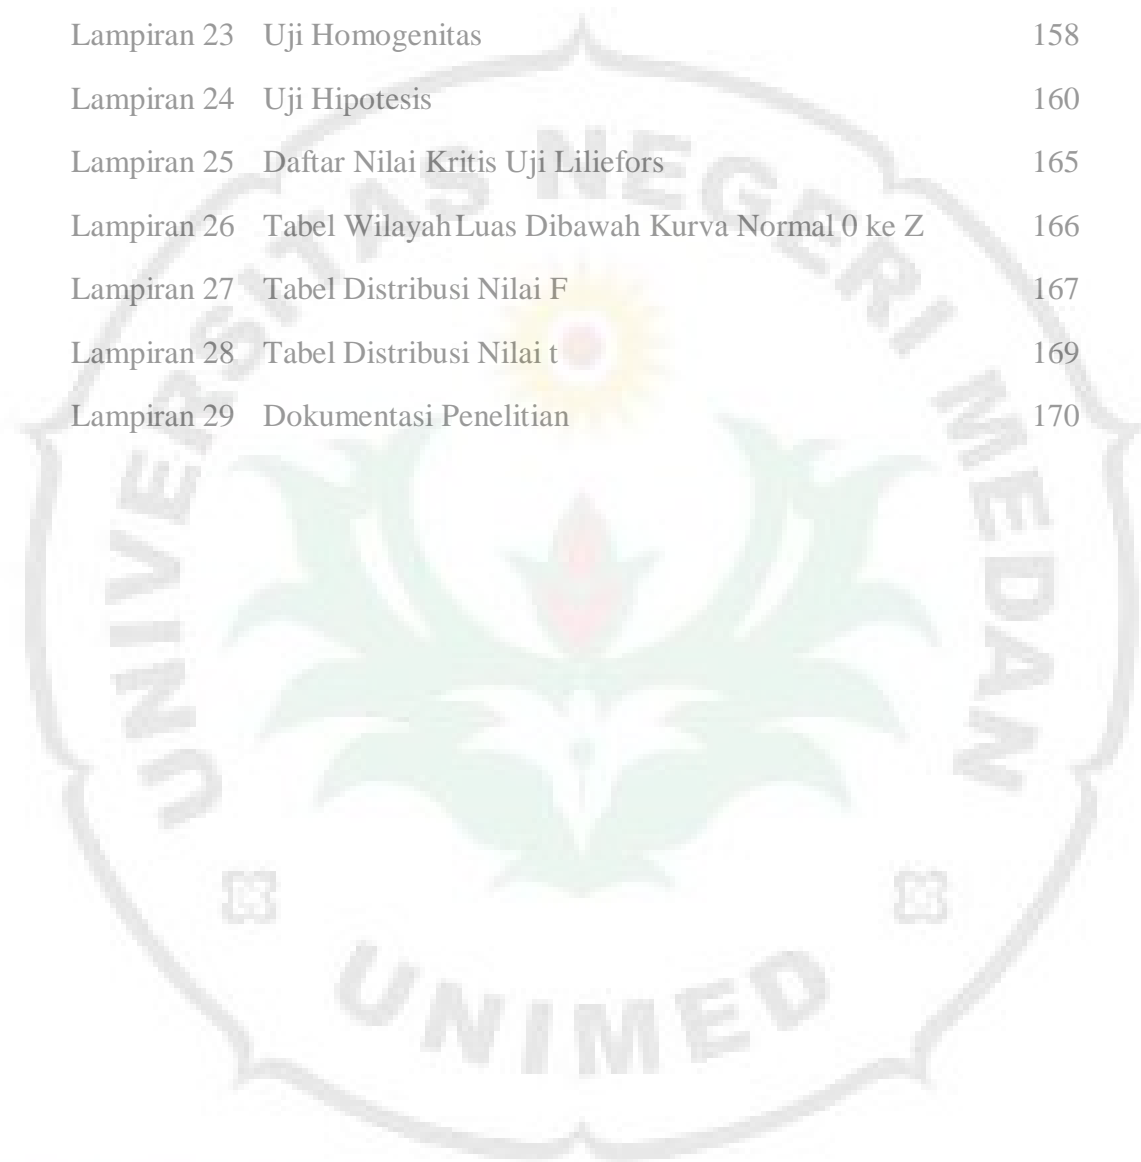 Lampiran 23 Uji Homogenitas 158
Lampiran 24 Uji Hipotesis 160
Lampiran 25 Daftar Nilai Kritis Uji Liliefors 165
Lampiran 26 Tabel Wilayah Luas Dibawah Kurva Normal 0 ke Z 166
Lampiran 27 Tabel Distribusi Nilai F 167
Lampiran 28 Tabel Distribusi Nilai t 169
Lampiran 29 Dokumentasi Penelitian 170
UNIVERSITAS NEGERI MEDAN
UNIMED